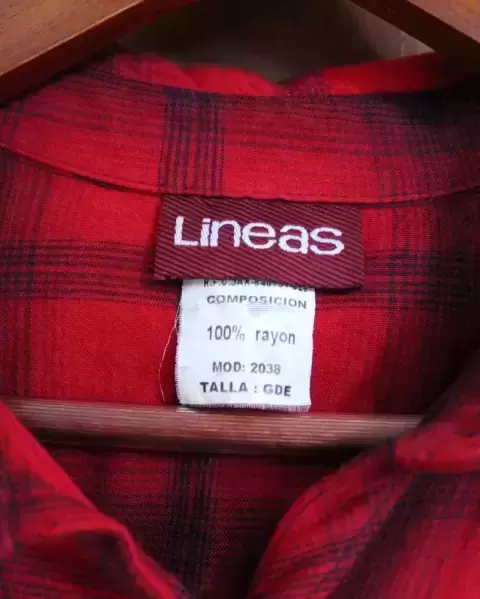 Lineas
COMPOSICION
100% rayon
MOD: 2038
TALLA : GDE